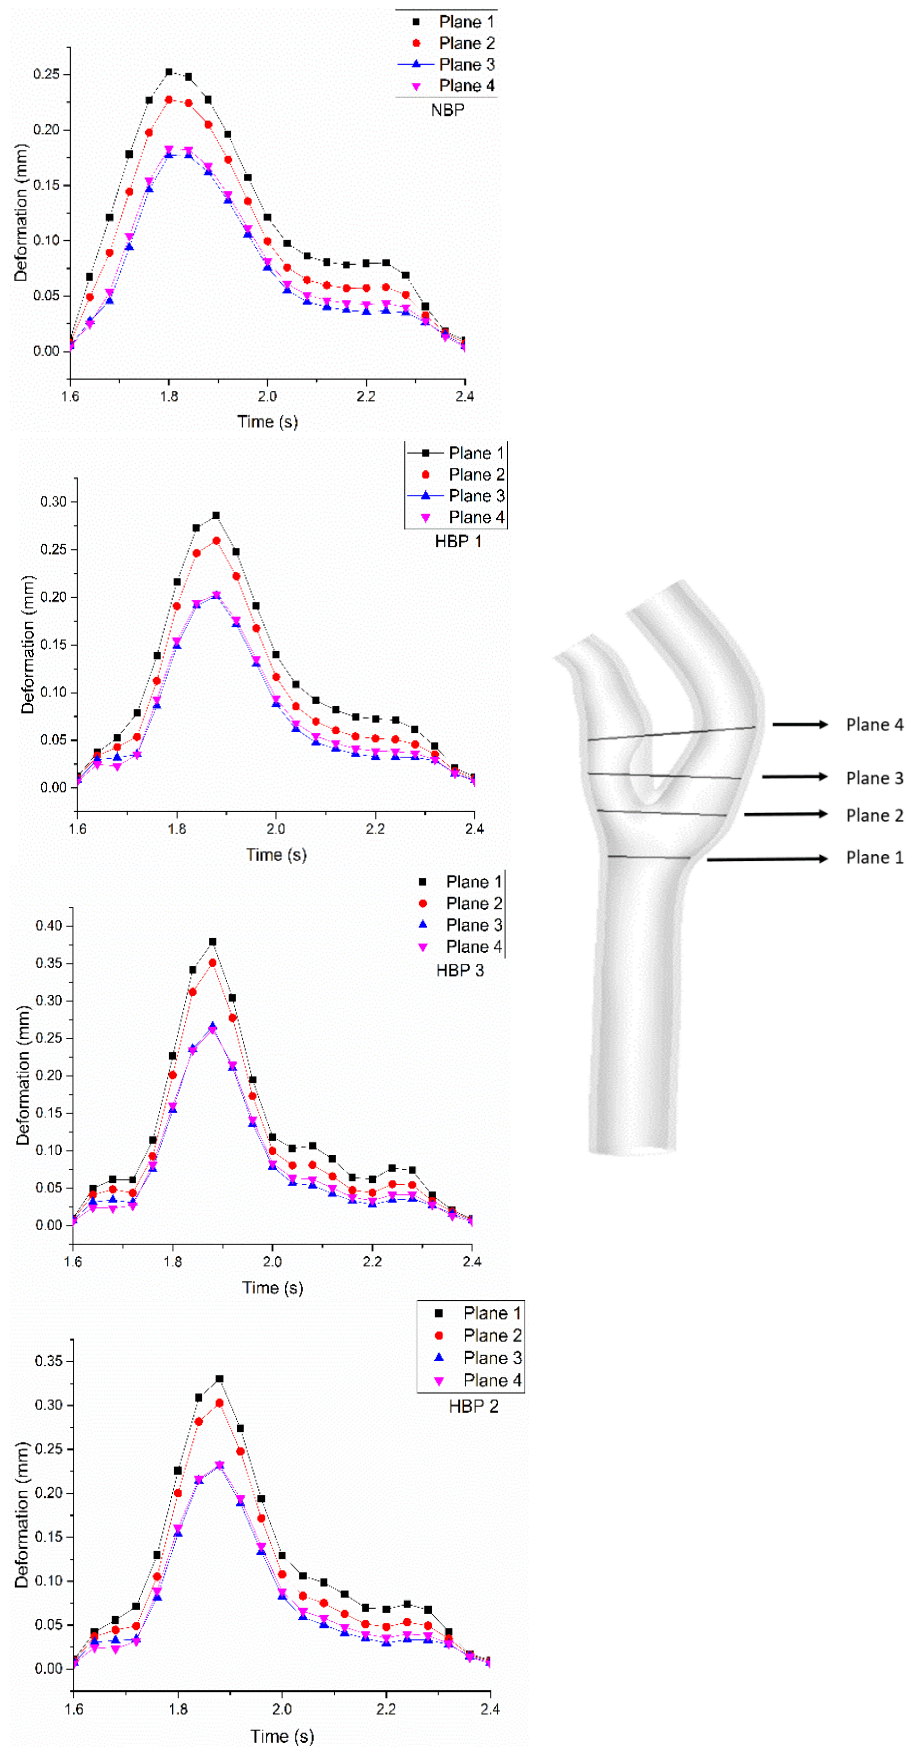 Plane 1
Plane 2
Plane 3
Plane 4
NBP
0.25
0.20
0.15
0.10
0.05
0.00
Deformation (mm)
1.6 1.8 2.0 2.2 2.4
Time (s)
Plane 1
Plane 2
Plane 3
Plane 4
HBP 1
0.30
0.25
0.20
0.15
0.10
0.05
0.00
Deformation (mm)
1.6 1.8 2.0 2.2 2.4
Time (s)
Plane 4
Plane 3
Plane 2
Plane 1
Plane 1
Plane 2
Plane 3
Plane 4
HBP 3
0.40
0.35
0.30
0.25
0.20
0.15
0.10
0.05
0.00
Deformation (mm)
1.6 1.8 2.0 2.2 2.4
Time (s)
Plane 1
Plane 2
Plane 3
Plane 4
HBP 2
0.35
0.30
0.25
0.20
0.15
0.10
0.05
0.00
Deformation (mm)
1.6 1.8 2.0 2.2 2.4
Time (s)